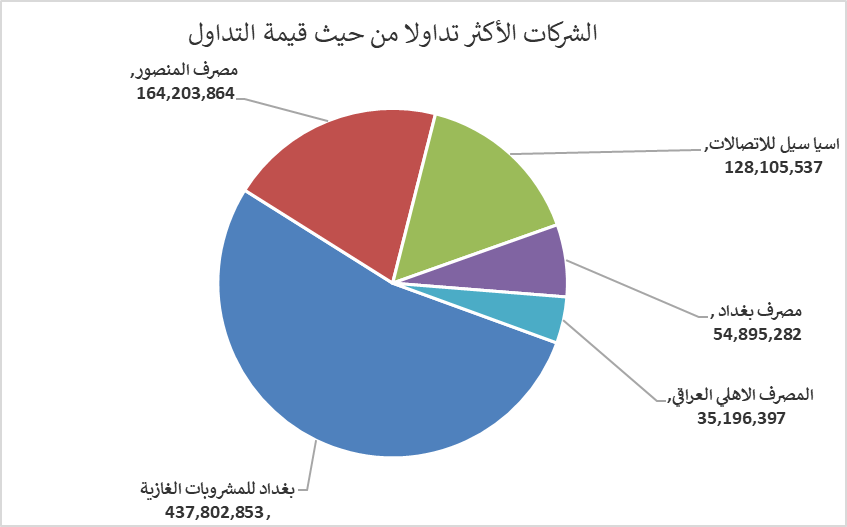 الشركات الأكثر تداولا من حيث قيمة التداول
مصرف المنصور,
164,203,864
اسيا سيل للاتصالات,
128,105,537
مصرف بغداد ,
54,895,282
المصرف الاهلي العراقي,
35,196,397
بغداد للمشروبات الغازية
437,802,853 ,